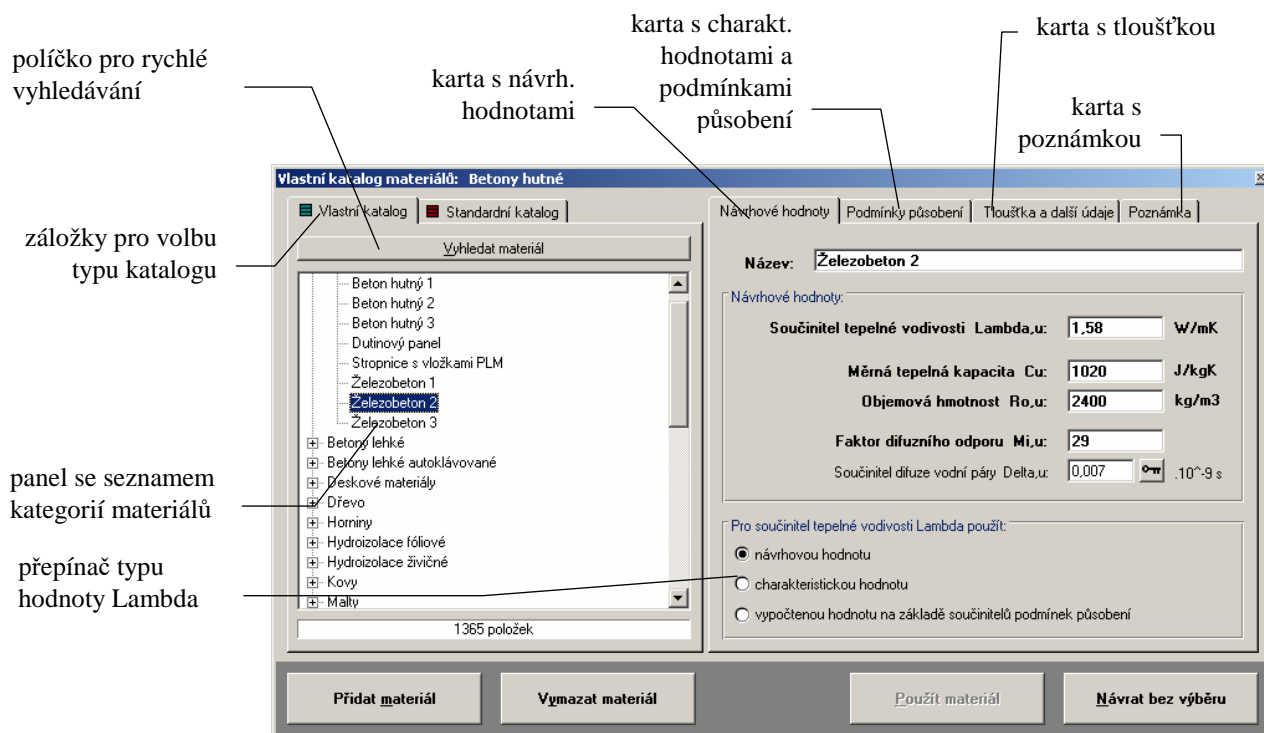 karta s charakt.
hodnotami a
podmínkami
působení
karta s tloušťkou
políčko pro rychlé
vyhledávání
karta s návrh.
hodnotami
karta s
poznámkou
Vlastní katalog materiálů: Betony hutné
Vlastní katalog
Standardní katalog
Návrhové hodnoty
Podmínky působení
Tloušťka a další údaje
Poznámka
záložky pro volbu
typu katalogu
Vyhledat materiál
Název: Železobeton 2
Beton hutný 1
Beton hutný 2
Beton hutný 3
Dutinový panel
Stropnice s vložkami PLM
Železobeton 1
Železobeton 2
Železobeton 3
Betony lehké
Betony lehké autoklávované
Deskové materiály
Dřevo
Horniny
Hydroizolace fóliové
Hydroizolace živičné
Kovy
Malty
1365 položek
panel se seznamem
kategorií materiálů
přepínač typu
hodnoty Lambda
Návrhové hodnoty:
Součinitel tepelné vodivosti Lambda,u: 1,58 W/mK
Měrná tepelná kapacita Cu: 1020 J/kgK
Objemová hmotnost Ro,u: 2400 kg/m3
Faktor difuzního odporu Mi,u: 29
Součinitel difuze vodní páry Delta,u: 0,007 .10^-9 s
Pro součinitel tepelné vodivosti Lambda použít:
návrhovou hodnotu
charakteristickou hodnotu
vypočtenou hodnotu na základě součinitelů podmínek působení
Přidat materiál
Vymazat materiál
Použít materiál
Návrat bez výběru